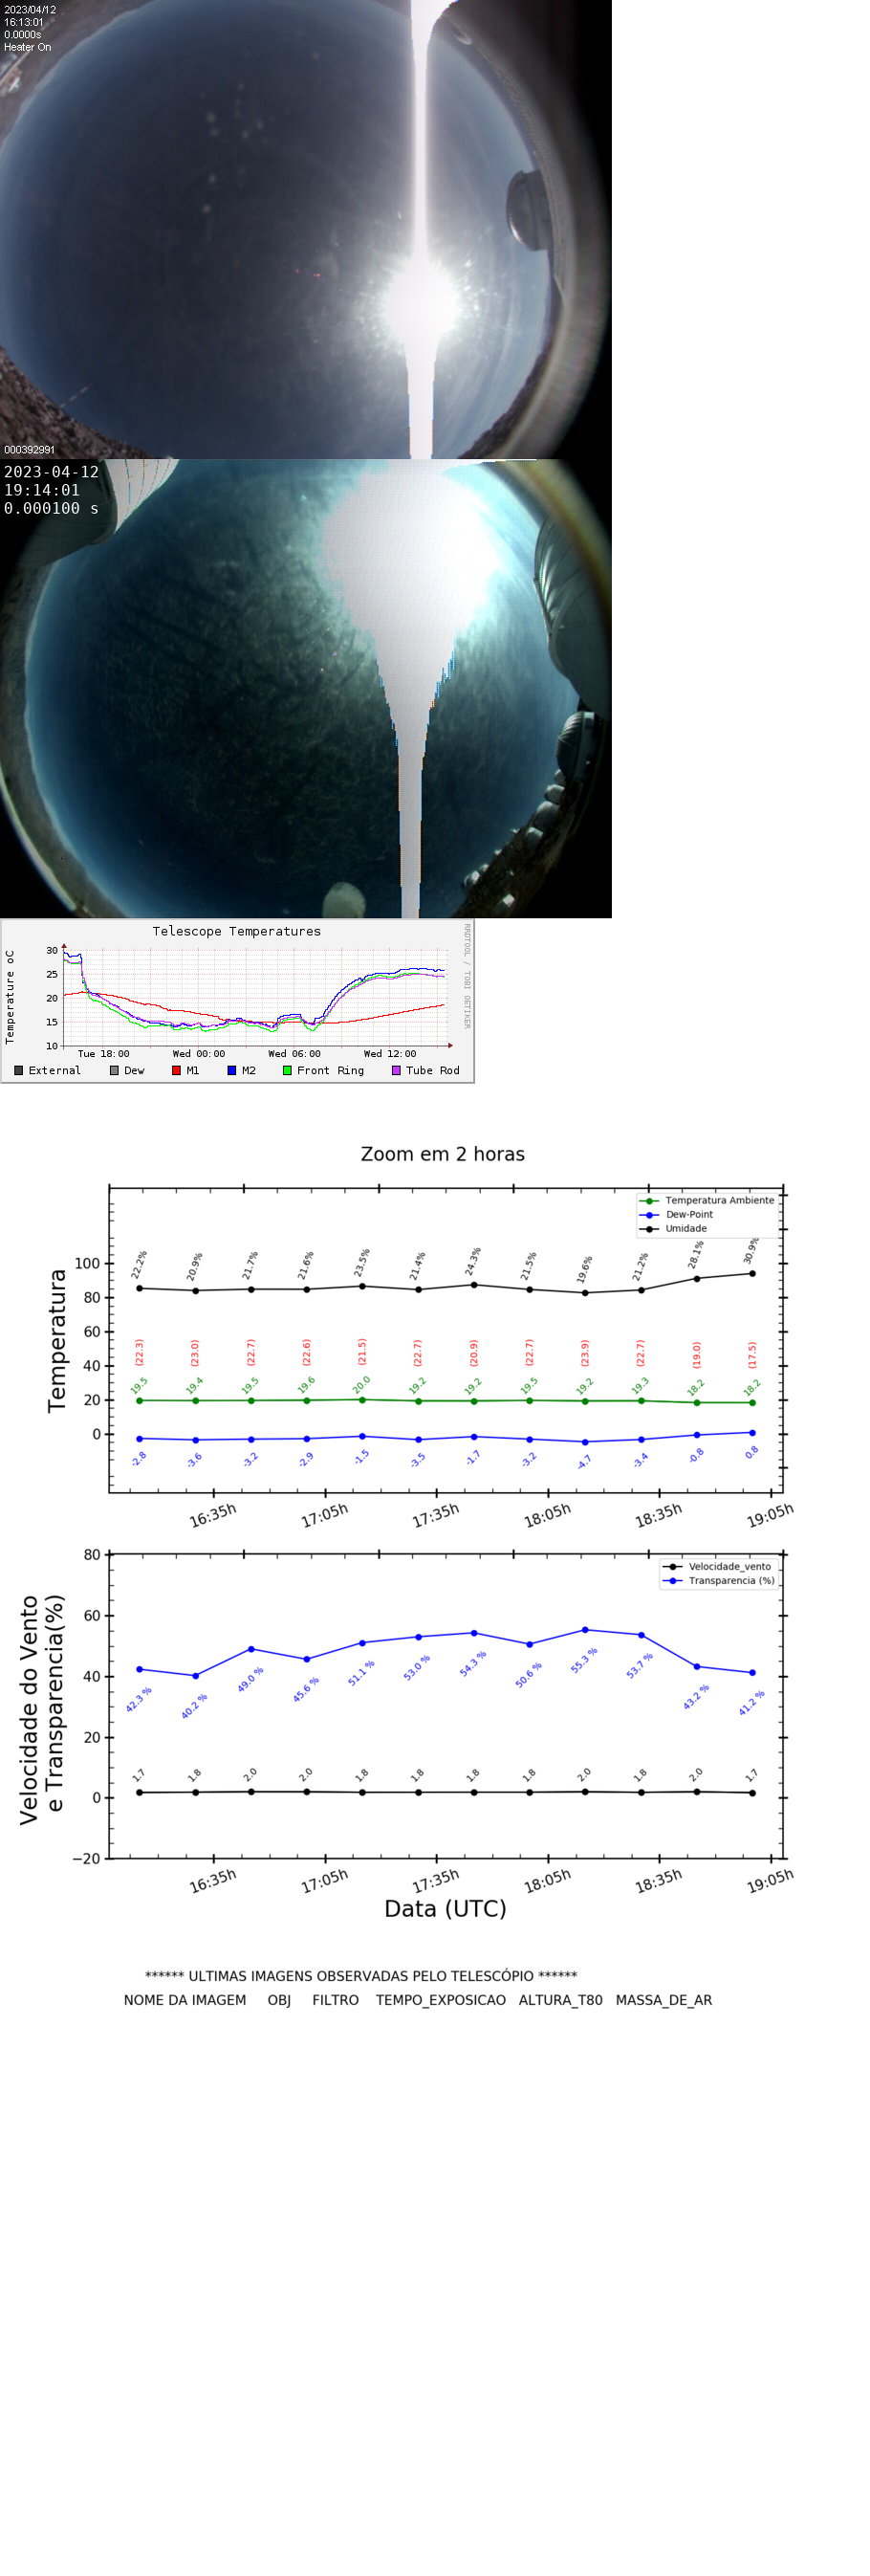 2023/04/12
16:13:01
0.0000s
Heater On
000392991
2023-04-12
19:14:01
0.000100 s
Telescope Temperatures
RRDTOOL / TOBI OETIKER
Temperature oC
30
25
20
15
10
Tue 18:00 Wed 00:00 Wed 06:00 Wed 12:00
External Dew M1 M2 Front Ring Tube Rod
Zoom em 2 horas
Temperatura Ambiente
Dew-Point
Umidade
Temperatura
100
80
60
40
20
0
22.2% 20.9% 21.7% 21.6% 23.5% 21.4% 24.3% 21.5% 19.6% 21.2% 28.1% 30.9%
(22.3) (23.0) (22.7) (22.6) (21.5) (22.7) (20.9) (22.7) (23.9) (22.7) (19.0) (17.5)
19.5 19.4 19.5 19.6 20.0 19.2 19.2 19.5 19.2 19.3 18.2 18.2
-2.8 -3.6 -3.2 -2.9 -1.5 -3.5 -1.7 -3.2 -4.7 -3.4 -0.8 0.8
16:35h 17:05h 17:35h 18:05h 18:35h 19:05h
Velocidade_vento
Transparencia (%)
Velocidade do Vento
e Transparencia(%)
80
60
40
20
0
−20
42.3 % 40.2 % 49.0 % 45.6 % 51.1 % 53.0 % 54.3 % 50.6 % 55.3 % 53.7 % 43.2 % 41.2 %
1.7 1.8 2.0 2.0 1.8 1.8 1.8 1.8 2.0 1.8 2.0 1.7
16:35h 17:05h 17:35h 18:05h 18:35h 19:05h
Data (UTC)
****** ULTIMAS IMAGENS OBSERVADAS PELO TELESCÓPIO ******
NOME DA IMAGEM OBJ FILTRO TEMPO_EXPOSICAO ALTURA_T80 MASSA_DE_AR